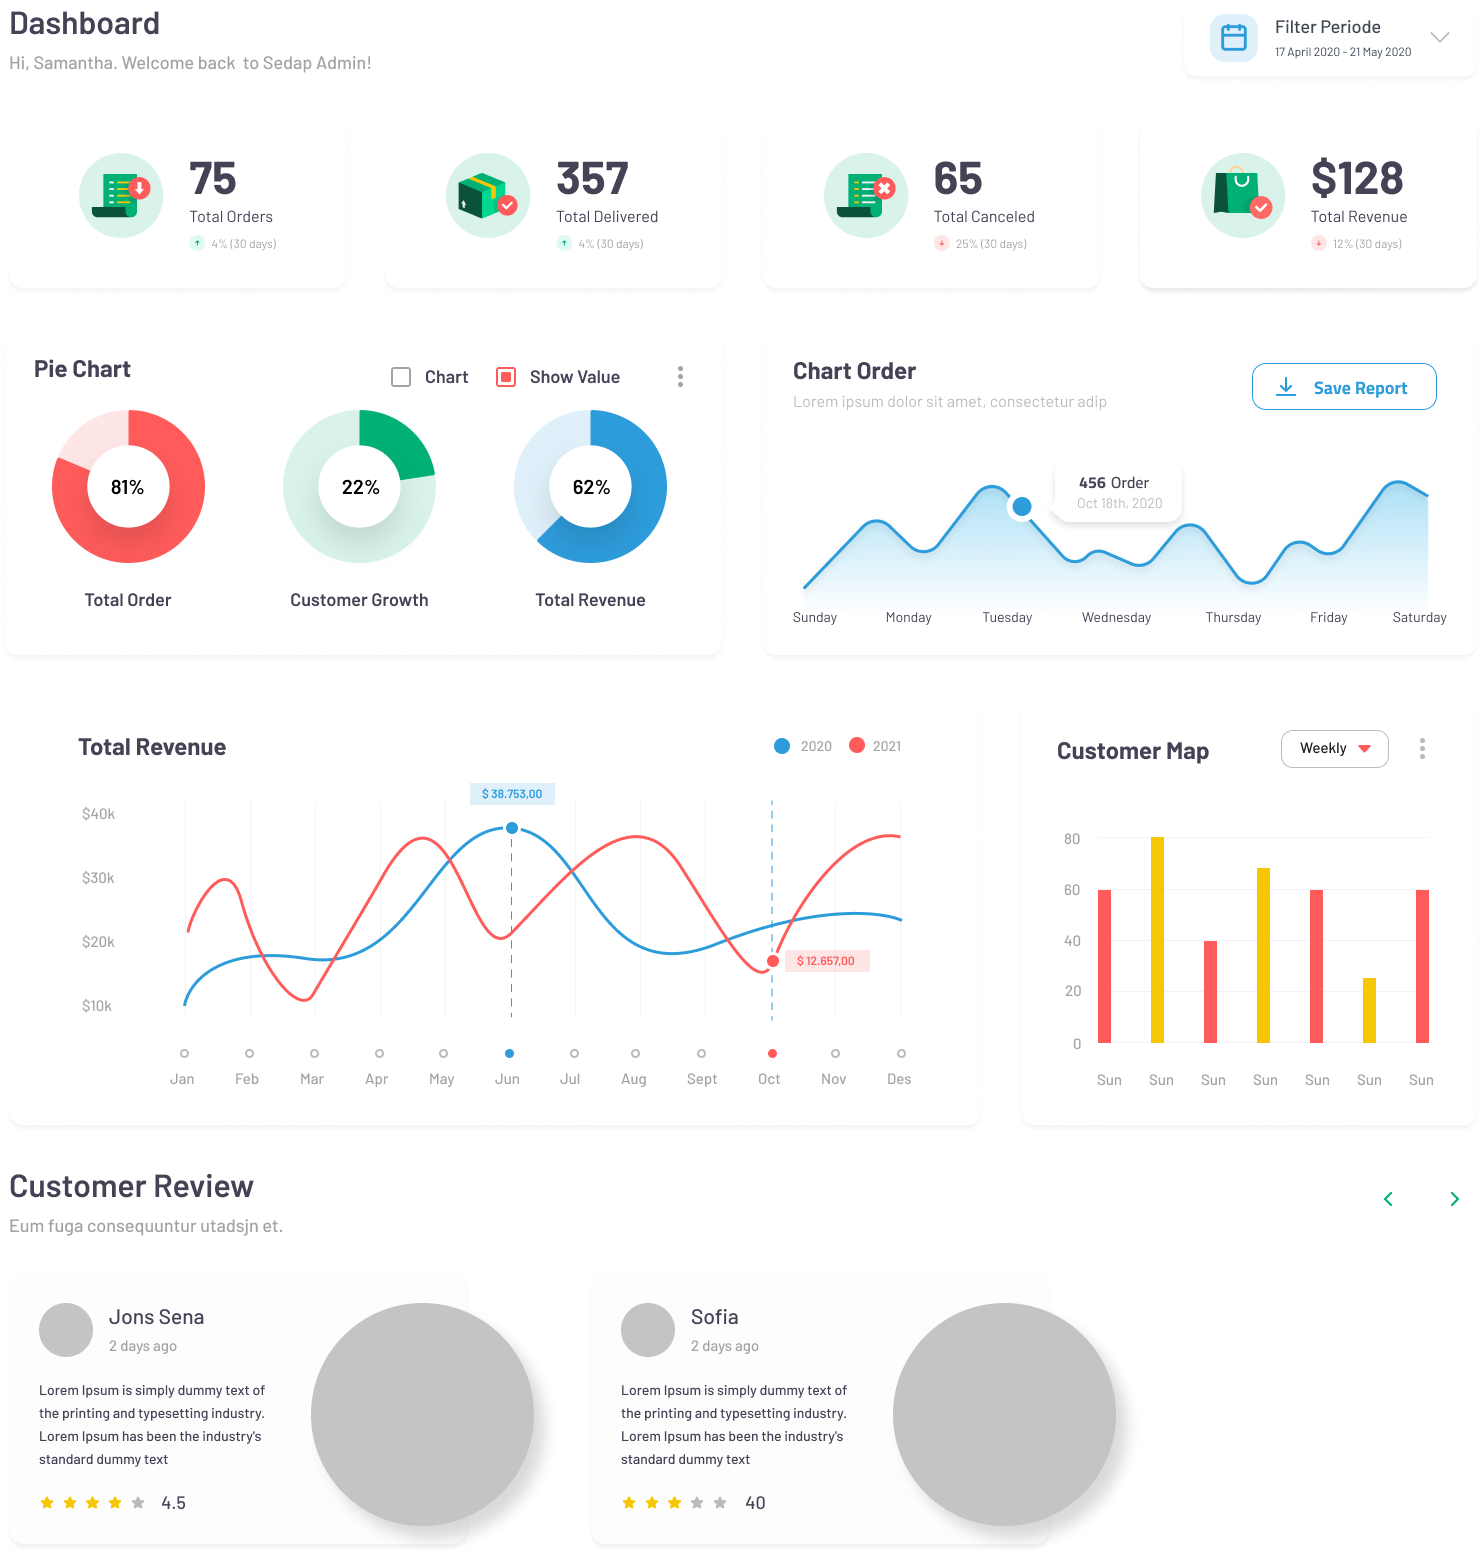 Dashboard
Hi, Samantha. Welcome back to Sedap Admin!
Filter Periode
17 April 2020 - 21 May 2020
75
Total Orders
4% (30 days)
357
Total Delivered
4% (30 days)
65
Total Canceled
25% (30 days)
$128
Total Revenue
12% (30 days)
Pie Chart
Chart
Show Value
81%
22%
62%
Total Order
Customer Growth
Total Revenue
Chart Order
Lorem ipsum dolor sit amet, consectetur adip
Save Report
456 Order
Oct 18th, 2020
Sunday
Monday
Tuesday
Wednesday
Thursday
Friday
Saturday
Total Revenue
2020
2021
$ 38.753,00
$40k
$30k
$20k
$10k
$ 12.657,00
Jan
Feb
Mar
Apr
May
Jun
Jul
Aug
Sept
Oct
Nov
Des
Customer Map
Weekly
80
60
40
20
0
Sun
Sun
Sun
Sun
Sun
Sun
Sun
Customer Review
Eum fuga consequuntur utadsjn et.
Jons Sena
2 days ago
Lorem Ipsum is simply dummy text of
the printing and typesetting industry.
Lorem Ipsum has been the industry's
standard dummy text
4.5
Sofia
2 days ago
Lorem Ipsum is simply dummy text of
the printing and typesetting industry.
Lorem Ipsum has been the industry's
standard dummy text
40